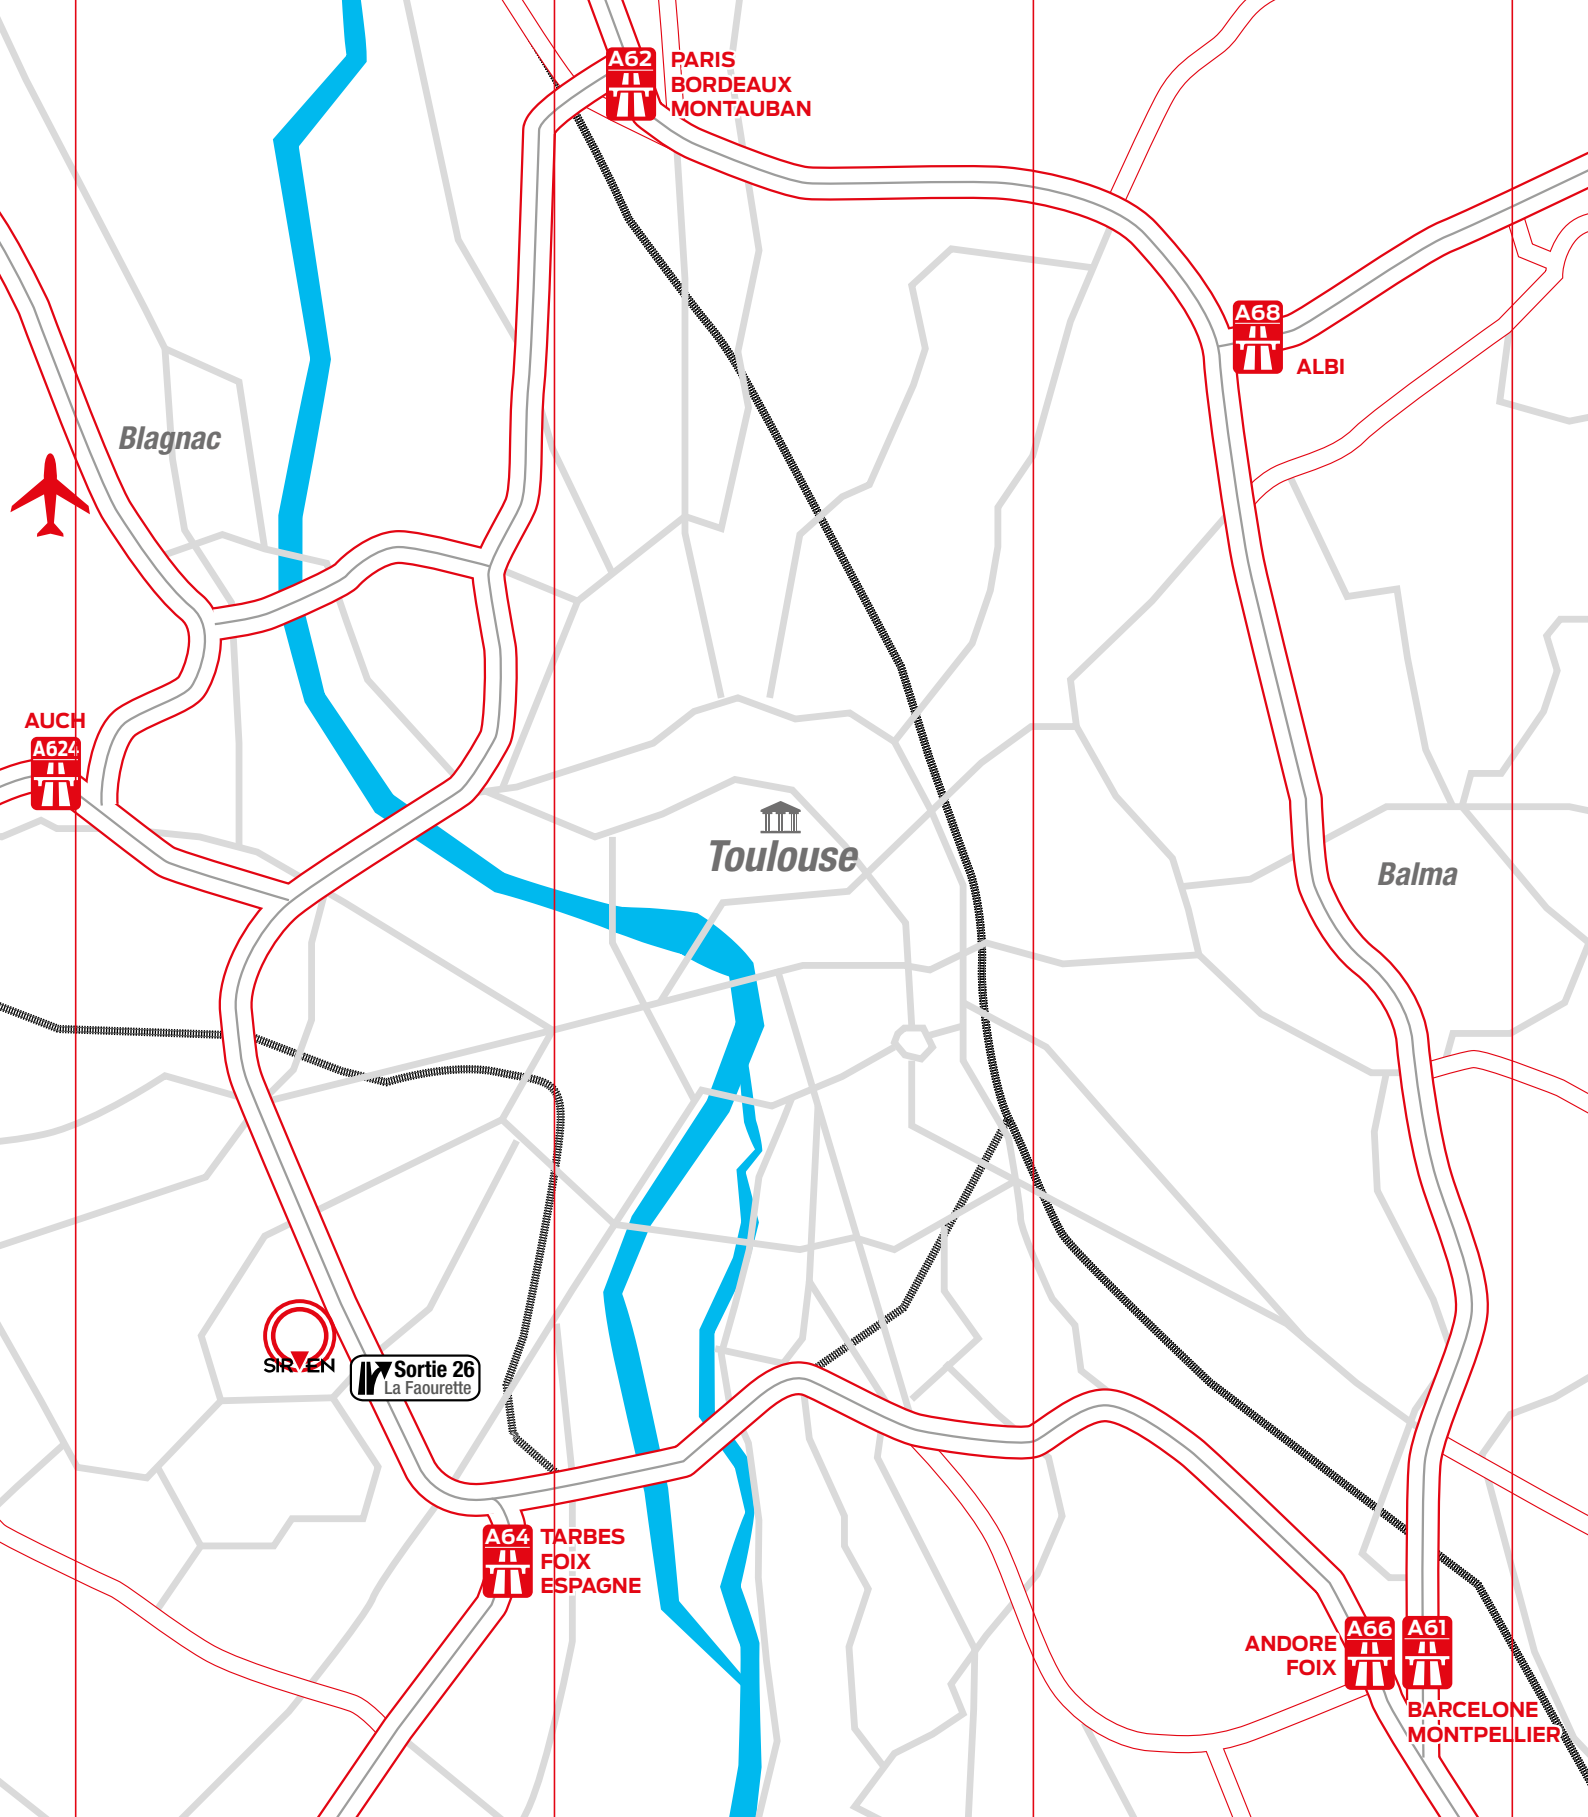 A62
PARIS
BORDEAUX
MONTAUBAN
A68
ALBI
Blagnac
AUCH
A624
Toulouse
Balma
SIRVEN
Sortie 26
La Faourette
A64
TARBES
FOIX
ESPAGNE
ANDORE
FOIX
A66
A61
BARCELONE
MONTPELLIER